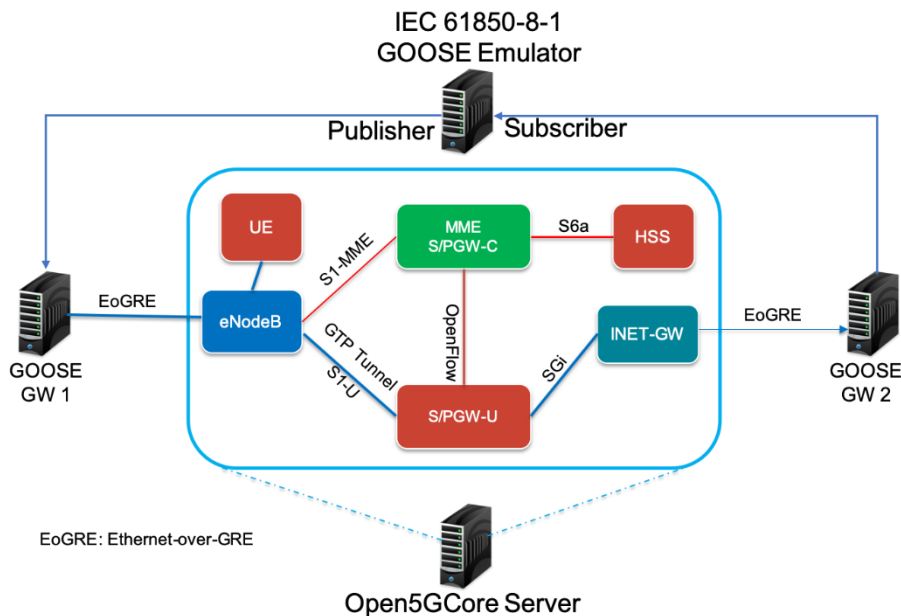 IEC 61850-8-1
GOOSE Emulator
Publisher
Subscriber
UE
MME
S/PGW-C
S6a
HSS
S1-MME
EoGRE
eNodeB
OpenFlow
INET-GW
EoGRE
GTP Tunnel
S1-U
SGi
GOOSE
GW 1
GOOSE
GW 2
S/PGW-U
EoGRE: Ethernet-over-GRE
Open5GCore Server